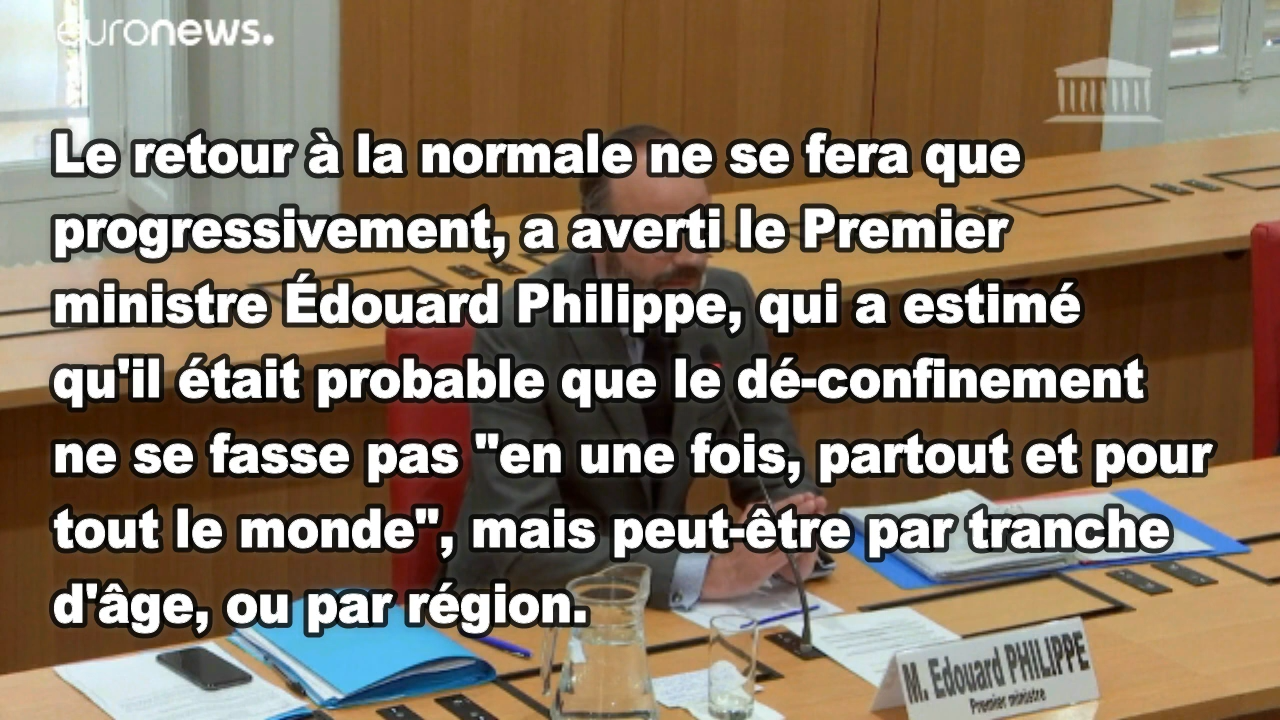 euronews.
Le retour à la normale ne se fera que
progressivement, a averti le Premier
ministre Édouard Philippe, qui a estimé
qu'il était probable que le dé-confinement
ne se fasse pas "en une fois, partout et pour
tout le monde", mais peut-être par tranche
d'âge, ou par région.
M. Edouard PHILIPPE
Premier ministre